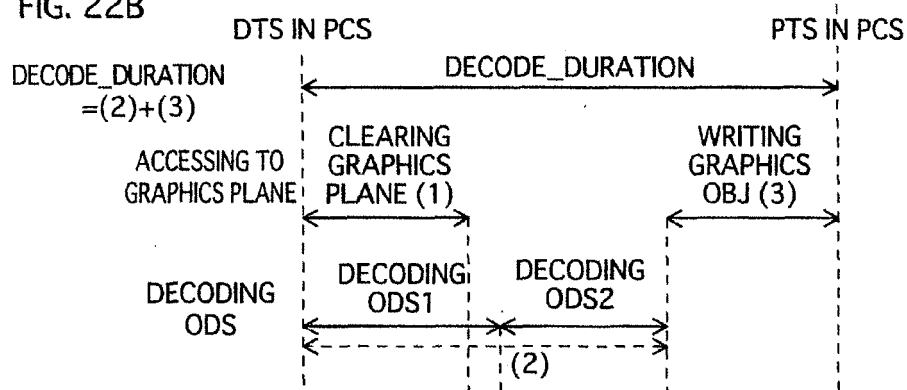 FIG. 22B
DTS IN PCS
PTS IN PCS
DECODE_DURATION
=(2)+(3)
DECODE_DURATION
ACCESSING TO
GRAPHICS PLANE
CLEARING
GRAPHICS
PLANE (1)
WRITING
GRAPHICS
OBJ (3)
DECODING
ODS
DECODING
ODS1
DECODING
ODS2
(2)